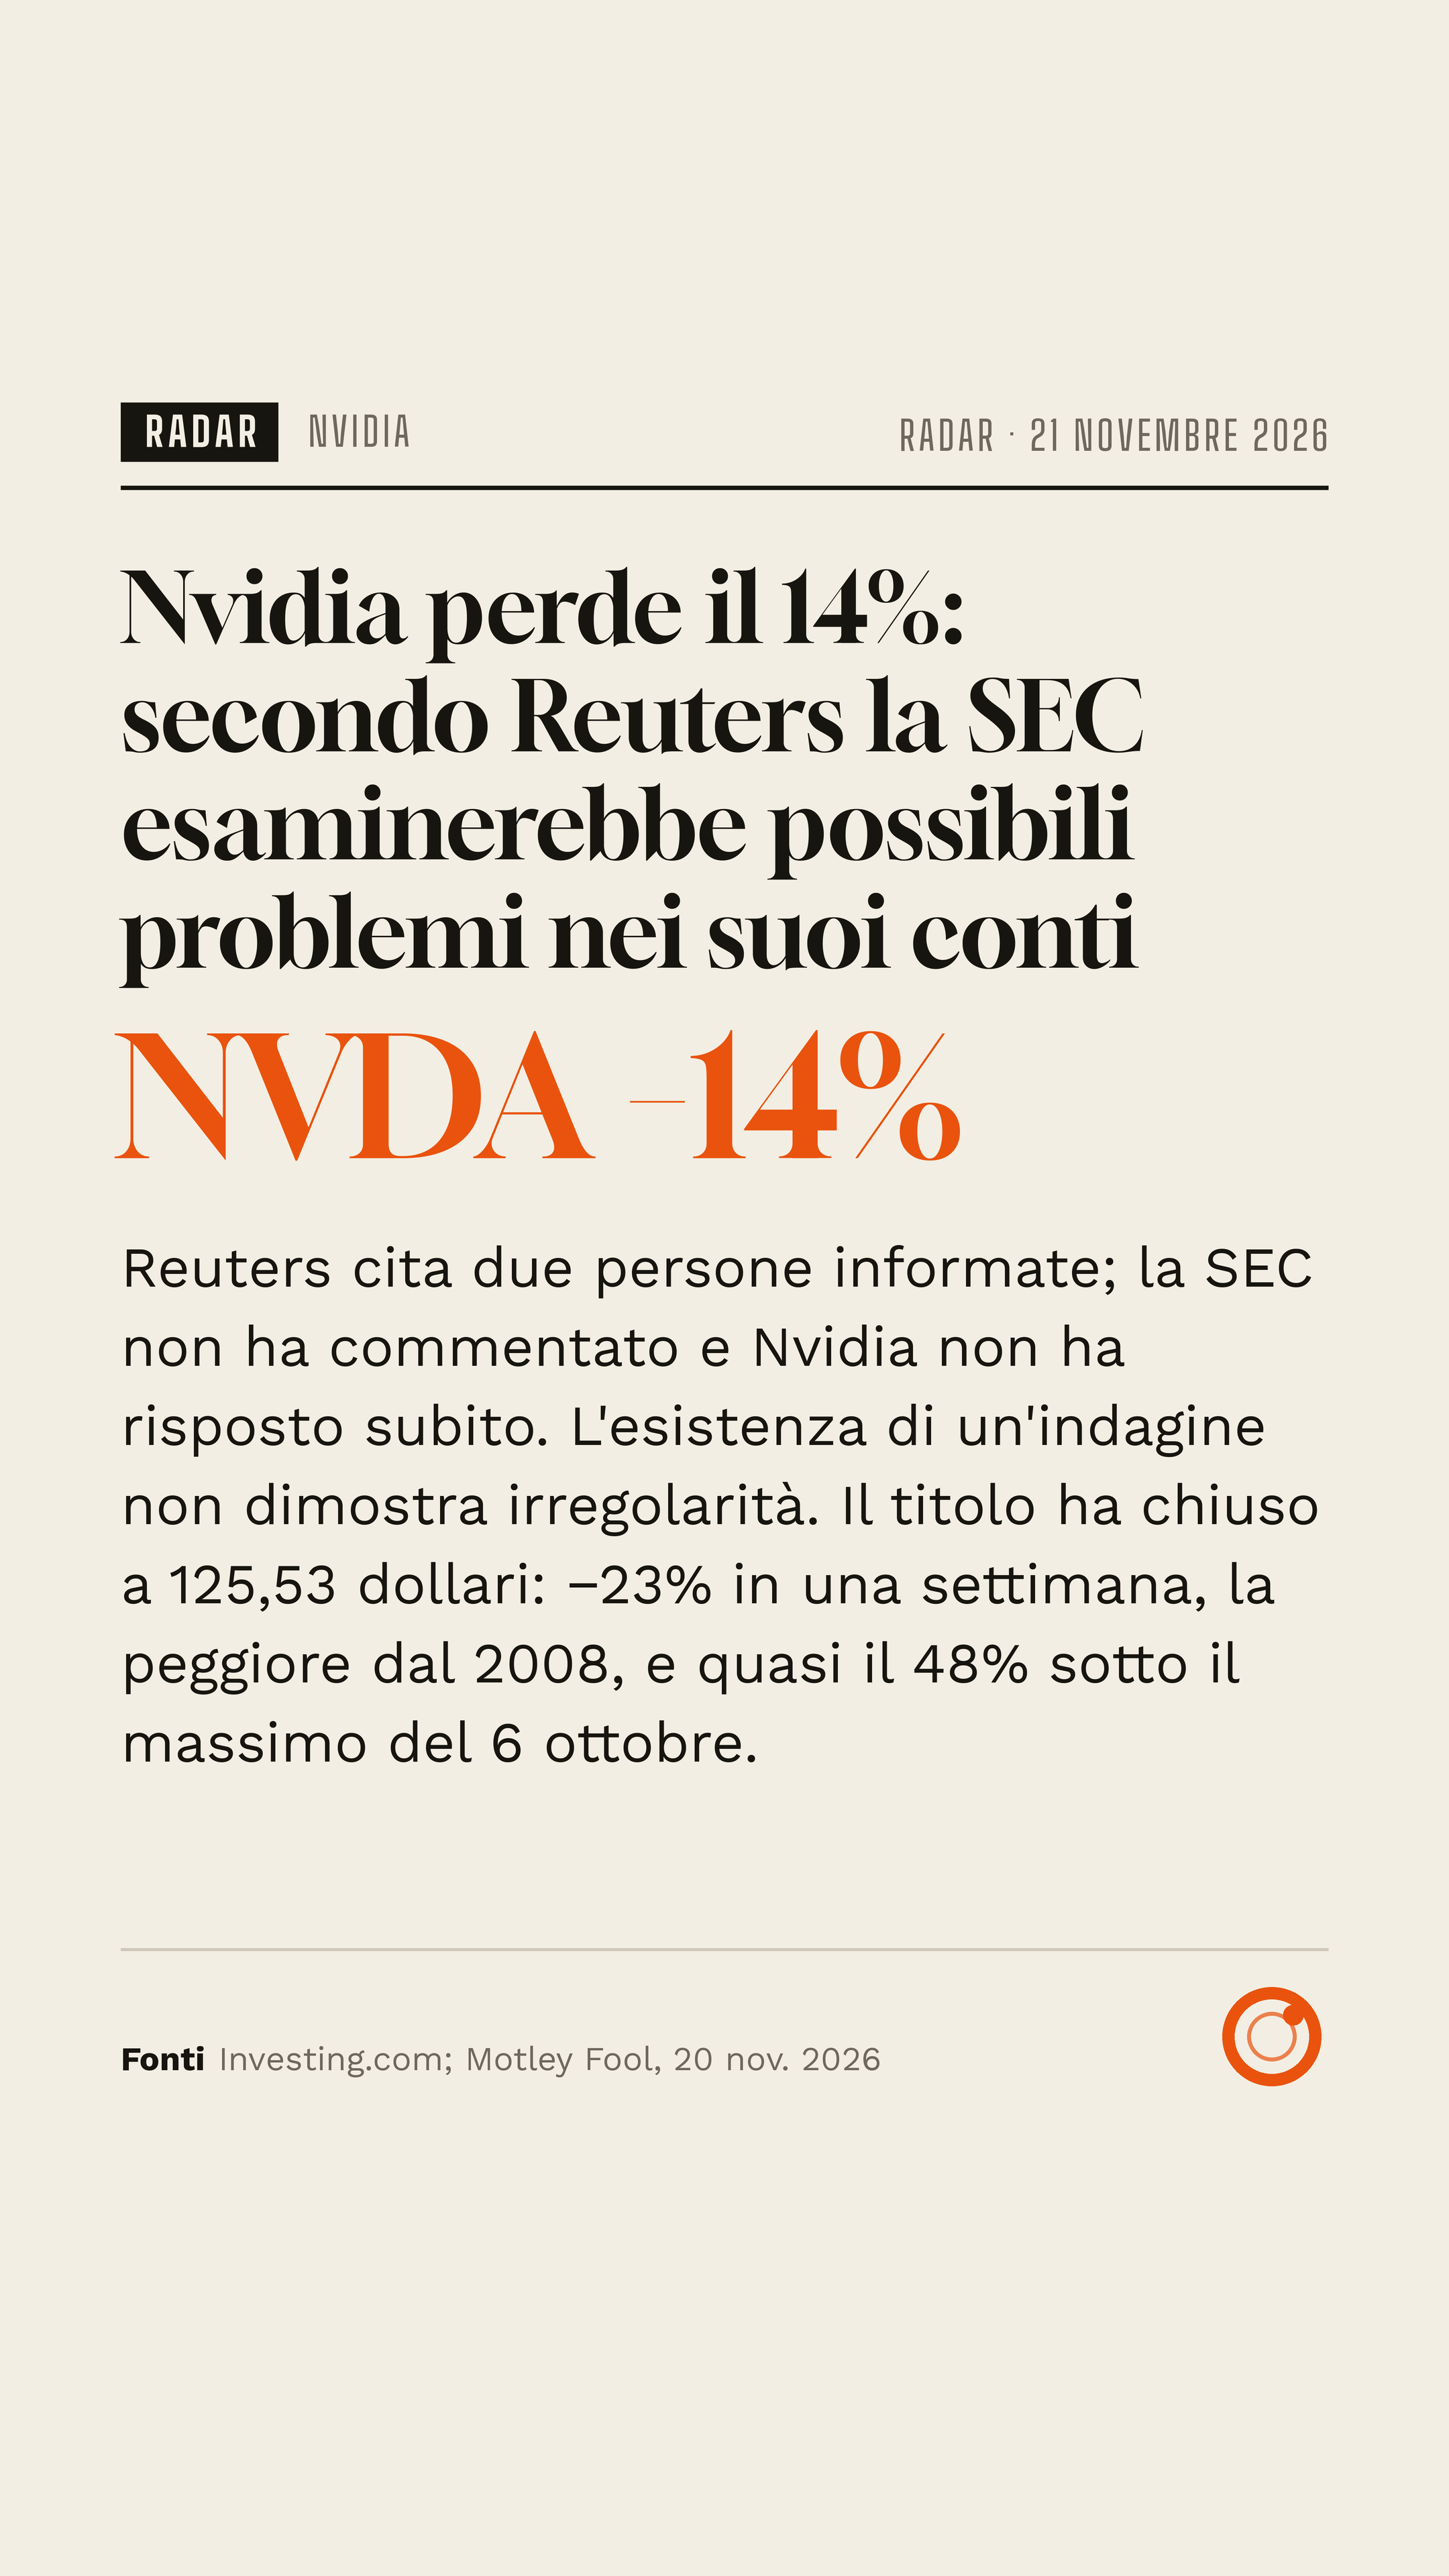 RADAR NVIDIA RADAR · 21 NOVEMBRE 2026
Nvidia perde il 14%:
secondo Reuters la SEC
esaminerebbe possibili
problemi nei suoi conti
NVDA −14%
Reuters cita due persone informate; la SEC
non ha commentato e Nvidia non ha
risposto subito. L'esistenza di un'indagine
non dimostra irregolarità. Il titolo ha chiuso
a 125,53 dollari: −23% in una settimana, la
peggiore dal 2008, e quasi il 48% sotto il
massimo del 6 ottobre.
Fonti Investing.com; Motley Fool, 20 nov. 2026